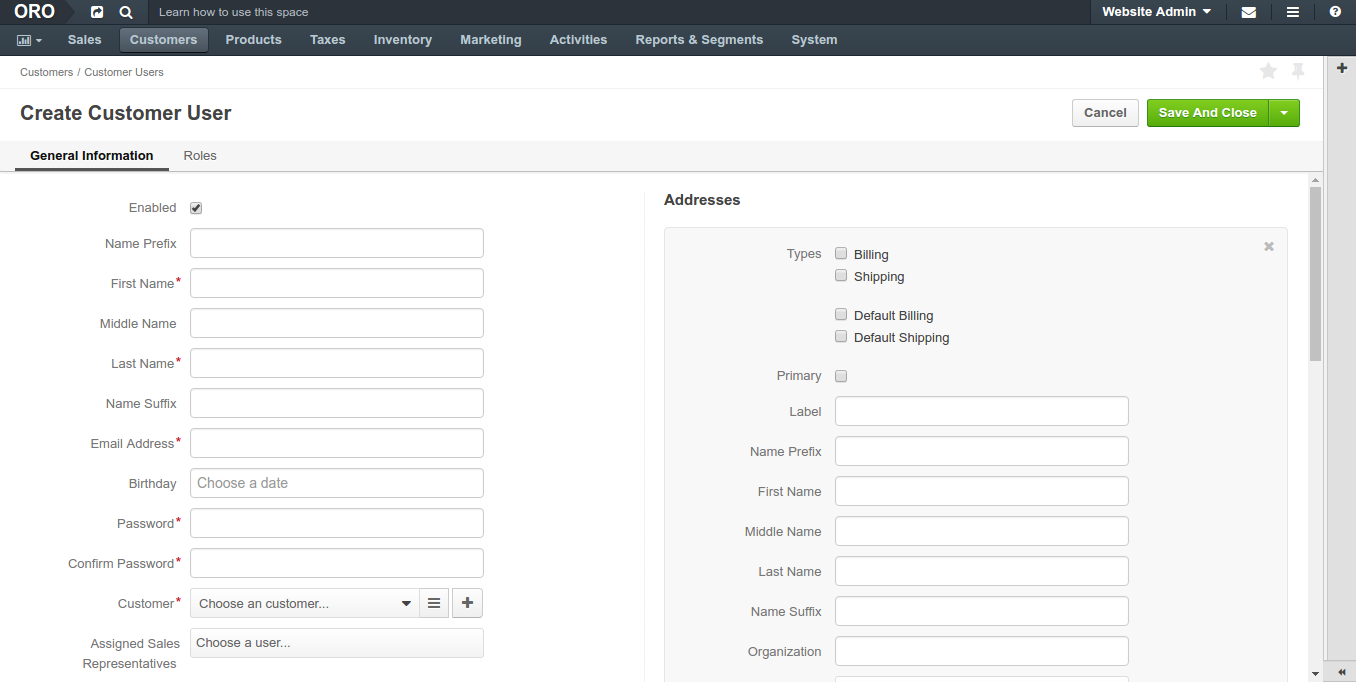 ORO
Learn how to use this space
Website Admin
Sales Customers Products Taxes Inventory Marketing Activities Reports & Segments System
Customers / Customer Users
Create Customer User
Cancel
Save And Close
General Information Roles
Enabled
Name Prefix
First Name*
Middle Name
Last Name*
Name Suffix
Email Address*
Birthday Choose a date
Password*
Confirm Password*
Customer* Choose an customer...
Assigned Sales Representatives Choose a user...
Addresses
Types Billing
Shipping
Default Billing
Default Shipping
Primary
Label
Name Prefix
First Name
Middle Name
Last Name
Name Suffix
Organization